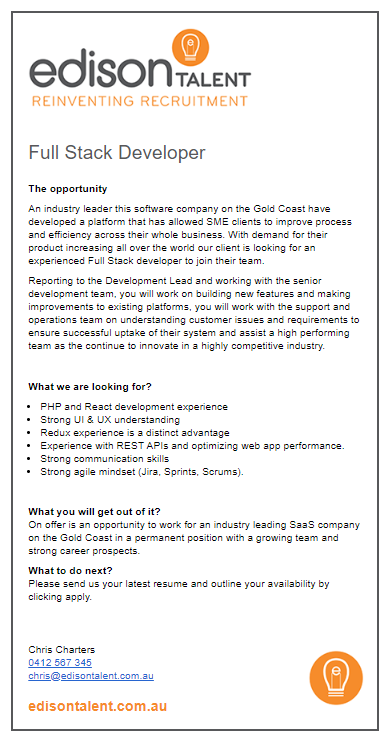 edison TALENT
REINVENTING RECRUITMENT
Full Stack Developer
The opportunity
An industry leader this software company on the Gold Coast have
developed a platform that has allowed SME clients to improve process
and efficiency across their whole business. With demand for their
product increasing all over the world our client is looking for an
experienced Full Stack developer to join their team.
Reporting to the Development Lead and working with the senior
development team, you will work on building new features and making
improvements to existing platforms, you will work with the support and
operations team on understanding customer issues and requirements to
ensure successful uptake of their system and assist a high performing
team as the continue to innovate in a highly competitive industry.
What we are looking for?
• PHP and React development experience
• Strong UI & UX understanding
• Redux experience is a distinct advantage
• Experience with REST APIs and optimizing web app performance.
• Strong communication skills
• Strong agile mindset (Jira, Sprints, Scrums).
What you will get out of it?
On offer is an opportunity to work for an industry leading SaaS company
on the Gold Coast in a permanent position with a growing team and
strong career prospects.
What to do next?
Please send us your latest resume and outline your availability by
clicking apply.
Chris Charters
0412 567 345
chris@edisontalent.com.au
edisontalent.com.au